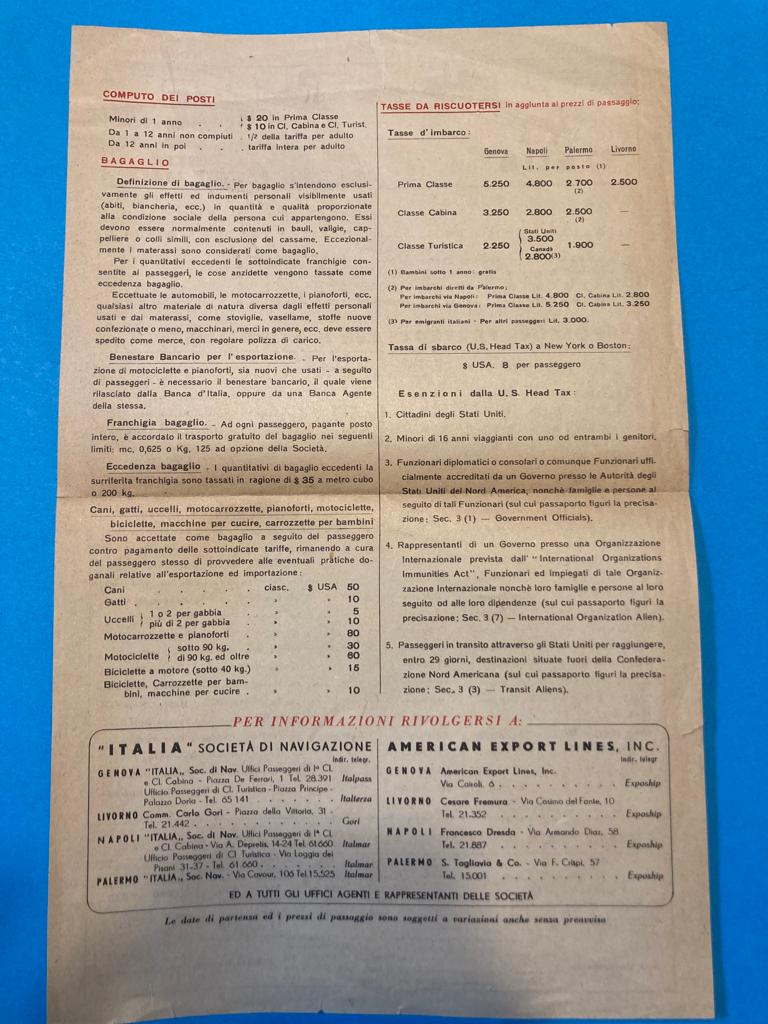 COMPUTO DEI POSTI
Minori di 1 anno . . $ 20 in Prima Classe
$ 10 in Cl. Cabina e Cl. Turist.
Da 1 a 12 anni non compiuti . 1/2 della tariffa per adulto
Da 12 anni in poi . . . tariffa intera per adulto
BAGAGLIO
Definizione di bagaglio. - Per bagaglio s'intendono esclusi-
vamente gli effetti ed indumenti personali visibilmente usati
(abiti, biancheria, ecc.) in quantità e qualità proporzionate
alla condizione sociale della persona cui appartengono. Essi
devono essere normalmente contenuti in bauli, valigie, cap-
pelliere o colli simili, con esclusione del cassame. Eccezional-
mente i materassi sono considerati come bagaglio.
Per i quantitativi eccedenti le sottoindicate franchigie con-
sentite ai passeggeri, le cose anzidette vengono tassate come
eccedenza bagaglio.
Eccettuate le automobili, le motocarrozzette, i pianoforti, ecc.
qualsiasi altro materiale di natura diversa dagli effetti personali
usati e dai materassi, come stoviglie, vasellame, stoffe nuove
confezionate o meno, macchinari, merci in genere, ecc. deve essere
spedito come merce, con regolare polizza di carico.
Benestare Bancario per l'esportazione. - Per l'esporta-
zione di motociclette e pianoforti, sia nuovi che usati - a seguito
di passeggeri - è necessario il benestare bancario, il quale viene
rilasciato dalla Banca d'Italia, oppure da una Banca Agente
della stessa.
Franchigia bagaglio. - Ad ogni passeggero, pagante posto
intero, è accordato il trasporto gratuito del bagaglio nei seguenti
limiti: mc. 0,625 o Kg. 125 ad opzione della Società.
Eccedenza bagaglio - I quantitativi di bagaglio eccedenti la
surriferita franchigia sono tassati in ragione di $ 35 a metro cubo
o 200 kg.
Cani, gatti, uccelli, motocarrozzette, pianoforti, motociclette,
biciclette, macchine per cucire, carrozzette per bambini
Sono accettate come bagaglio a seguito del passeggero
contro pagamento delle sottoindicate tariffe, rimanendo a cura
del passeggero stesso di provvedere alle eventuali pratiche do-
ganali relative all'esportazione ed importazione:
Cani . . . . ciasc. $ USA 50
Gatti . . . . . » » 10
Uccelli 1 o 2 per gabbia . » » 5
più di 2 per gabbia . » » 10
Motocarrozzette e pianoforti . » » 80
Motociclette sotto 90 kg. . » » 30
di 90 kg. ed oltre » » 60
Biciclette a motore (sotto 40 kg.) » » 15
Biciclette, Carrozzette per bam-
bini, macchine per cucire . » » 10
TASSE DA RISCUOTERSI in aggiunta ai prezzi di passaggio:
Tasse d'imbarco:
Genova Napoli Palermo Livorno
Lit. per posto (1)
Prima Classe 5.250 4.800 2.700 2.500
(2)
Classe Cabina 3.250 2.800 2.500 —
(2)
Stati Uniti
3.500
Classe Turistica 2.250 Canadà 1.900 —
2.800(3)
(1) Bambini sotto 1 anno: gratis
(2) Per imbarchi diretti da Palermo;
Per imbarchi via Napoli: Prima Classe Lit. 4.800 Cl. Cabina Lit. 2.800
Per imbarchi via Genova: Prima Classe Lit. 5.250 Cl. Cabina Lit. 3.250
(3) Per emigranti italiani - Per altri passeggeri Lit. 3.000.
Tassa di sbarco (U.S. Head Tax) a New York o Boston:
$ USA. 8 per passeggero
Esenzioni dalla U.S. Head Tax:
1. Cittadini degli Stati Uniti.
2. Minori di 16 anni viaggianti con uno od entrambi i genitori.
3. Funzionari diplomatici o consolari o comunque Funzionari uffi-
cialmente accreditati da un Governo presso le Autorità degli
Stati Uniti del Nord America, nonchè famiglie e persone al
seguito di tali Funzionari (sul cui passaporto figuri la precisa-
zione: Sec. 3 (1) — Government Officials).
4. Rappresentanti di un Governo presso una Organizzazione
Internazionale prevista dall' "International Organizations
Immunities Act", Funzionari ed Impiegati di tale Organiz-
zazione Internazionale nonchè loro famiglie e persone al loro
seguito od alle loro dipendenze (sul cui passaporto figuri la
precisazione: Sec. 3 (7) — International Organization Alien).
5. Passeggeri in transito attraverso gli Stati Uniti per raggiungere,
entro 29 giorni, destinazioni situate fuori della Confedera-
zione Nord Americana (sul cui passaporto figuri la precisa-
zione: Sec. 3 (3) — Transit Aliens).
PER INFORMAZIONI RIVOLGERSI A:
"ITALIA" SOCIETÀ DI NAVIGAZIONE
Indir. telegr.
GENOVA "ITALIA,, Soc. di Nav. Uffici Passeggeri di Iª Cl.
e Cl. Cabina - Piazza De Ferrari, 1 Tel. 28.391 Italpass
Ufficio Passeggeri di Cl. Turistica - Piazza Principe -
Palazzo Doria - Tel. 65 141 . . . . . . . Italterza
LIVORNO Comm. Carlo Gori - Piazza della Vittoria, 31 -
Tel. 21.442 . . . . . . . . . . Gori
NAPOLI "ITALIA,, Soc. di Nav. Uffici Passeggeri di Iª Cl.
e Cl. Cabina - Via A. Depretis, 14-24 Tel. 61.660 Italmar
Ufficio Passeggeri di Cl Turistica - Via Loggia dei
Pisani 31-37 - Tel. 61.660 . . . . . . . Italmar
PALERMO "ITALIA,, Soc. Nav. - Via Cavour, 106 Tel. 15.525 Italmar
AMERICAN EXPORT LINES, INC.
Indir. telegr
GENOVA American Export Lines, Inc.
Via Cairoli, 6 . . . . . . . . . . Expoship
LIVORNO Cesare Fremura - Via Cosimo del Fante, 10
Tel. 21.352 . . . . . . . . . . Expoship
NAPOLI Francesco Dresda - Via Armando Diaz, 58
Tel. 21.887 . . . . . . . . . . Expoship
PALERMO S. Tagliavia & Co. - Via F. Crispi, 57
Tel. 15.001 . . . . . . . . . . Expoship
ED A TUTTI GLI UFFICI AGENTI E RAPPRESENTANTI DELLE SOCIETÀ
Le date di partenza ed i prezzi di passaggio sono soggetti a variazioni anche senza preavviso